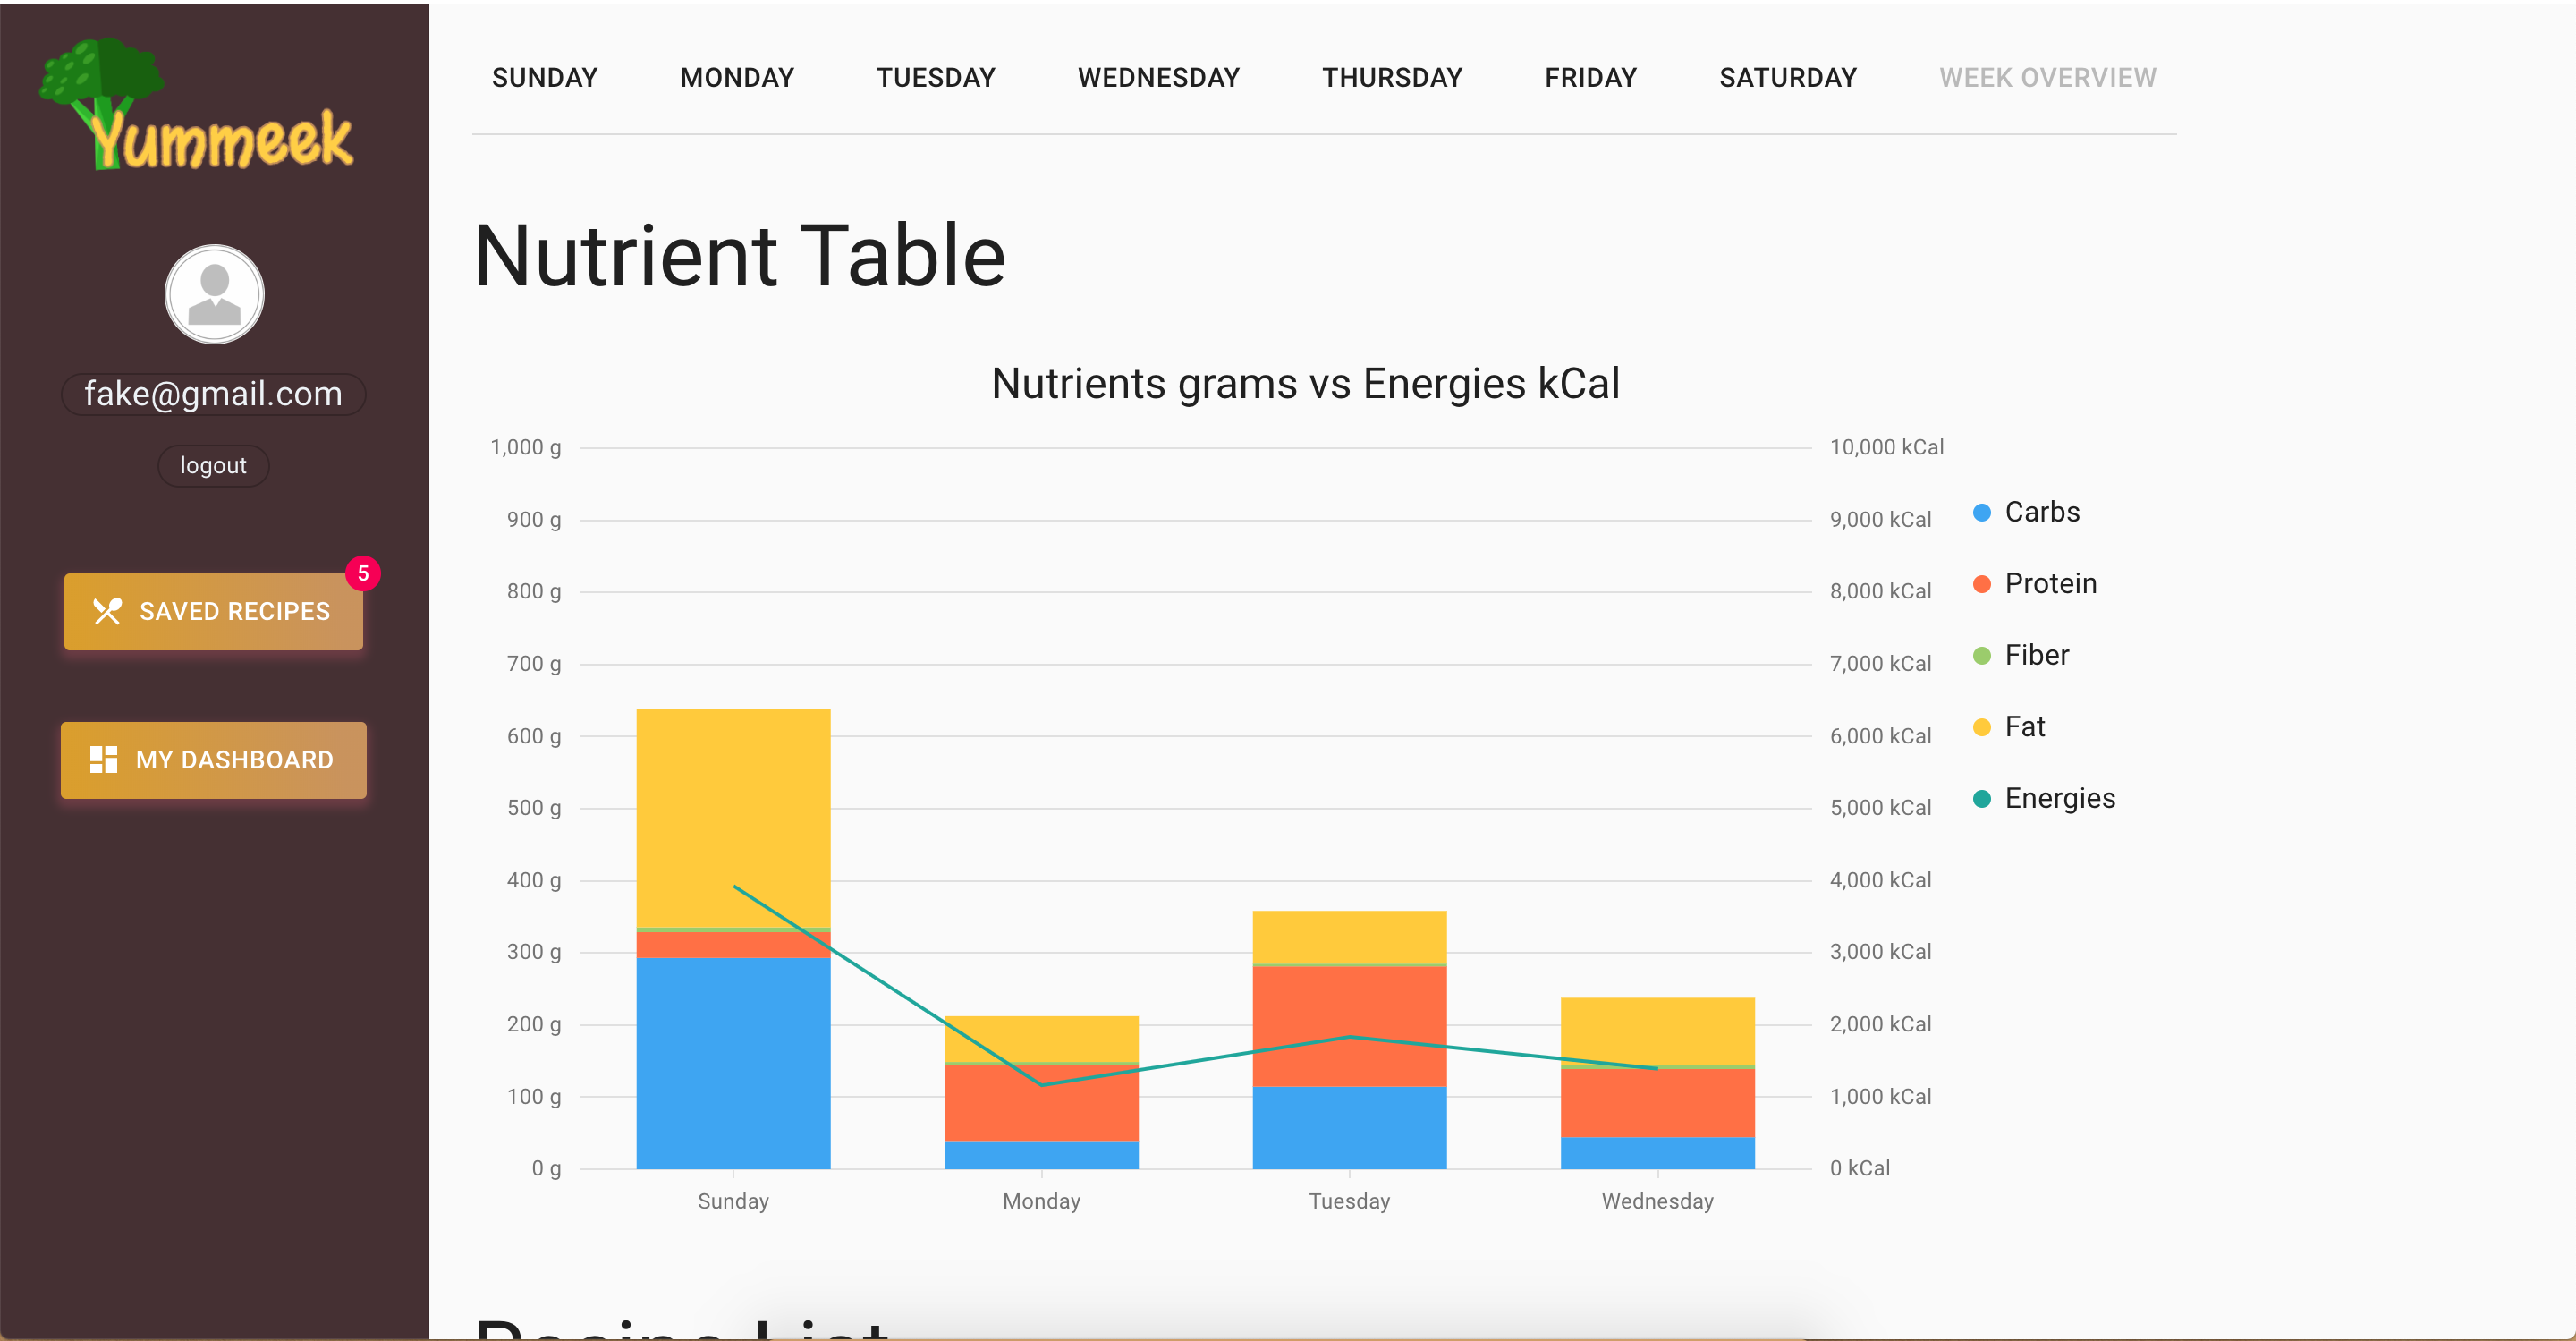 Yummeek
fake@gmail.com
logout
5
SAVED RECIPES
MY DASHBOARD
SUNDAY MONDAY TUESDAY WEDNESDAY THURSDAY FRIDAY SATURDAY WEEK OVERVIEW
Nutrient Table
Nutrients grams vs Energies kCal
1,000 g
900 g
800 g
700 g
600 g
500 g
400 g
300 g
200 g
100 g
0 g
10,000 kCal
9,000 kCal
8,000 kCal
7,000 kCal
6,000 kCal
5,000 kCal
4,000 kCal
3,000 kCal
2,000 kCal
1,000 kCal
0 kCal
Carbs
Protein
Fiber
Fat
Energies
Sunday Monday Tuesday Wednesday
Recipe List